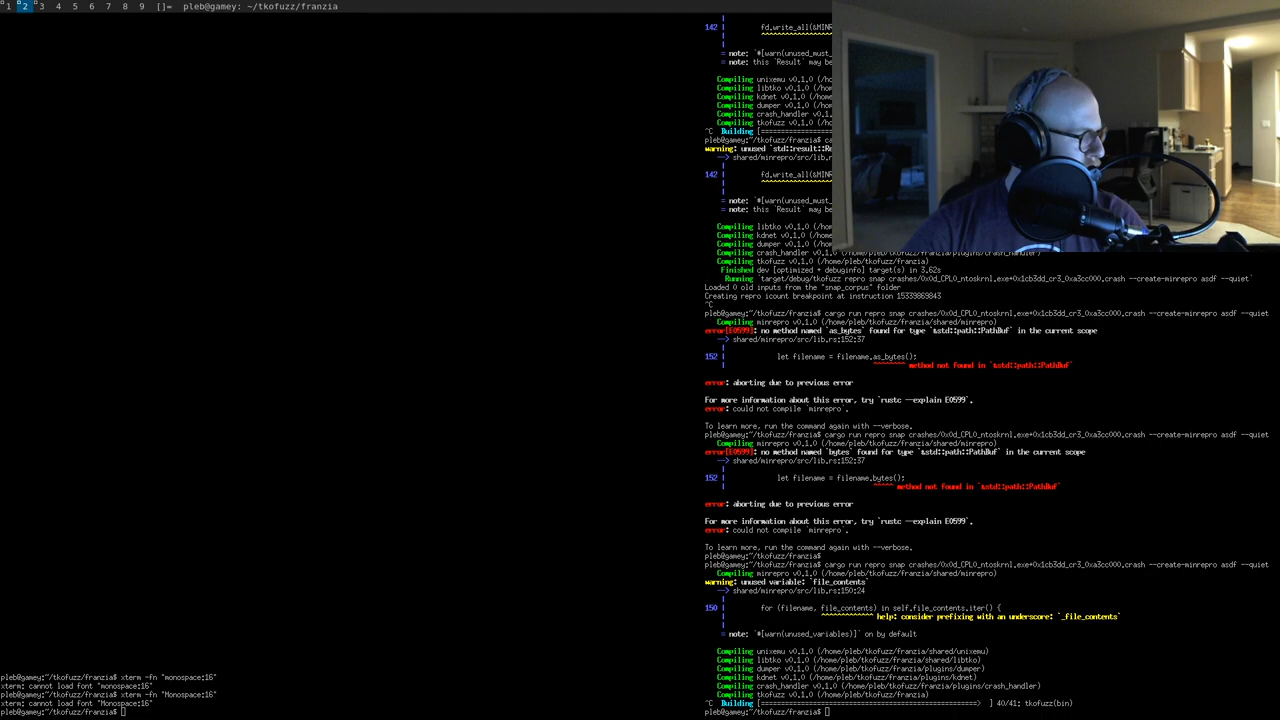 1 2 3 4 5 6 7 8 9 []= pleb@gamey: ~/tkofuzz/franzia
142 | fd.write_all(&MINR
|
= note: `#[warn(unused_must_
= note: this `Result` may be
Compiling unixemu v0.1.0 (/ho
Compiling libtko v0.1.0 (/hom
Compiling kdnet v0.1.0 (/home
Compiling dumper v0.1.0 (/hom
Compiling crash_handler v0.1.
Compiling tkofuzz v0.1.0 (/ho
^C Building [==================
pleb@gamey:~/tkofuzz/franzia$ ca
warning: unused `std::result::Re
--> shared/minrepro/src/lib.r
|
142 | fd.write_all(&MINR
|
= note: `#[warn(unused_must_
= note: this `Result` may be
Compiling libtko v0.1.0 (/hom
Compiling kdnet v0.1.0 (/home
Compiling dumper v0.1.0 (/hom
Compiling crash_handler v0.1.0 (/home/pleb/tkofuzz/franzia/plugins/crash_handler)
Compiling tkofuzz v0.1.0 (/home/pleb/tkofuzz/franzia)
Finished dev [optimized + debuginfo] target(s) in 3.62s
Running `target/debug/tkofuzz repro snap crashes/0x0d_CPL0_ntoskrnl.exe+0x1cb3dd_cr3_0xa3cc000.crash --create-minrepro asdf --quiet`
Loaded 0 old inputs from the "snap_corpus" folder
Creating repro icount breakpoint at instruction 15339869843
^C
pleb@gamey:~/tkofuzz/franzia$ cargo run repro snap crashes/0x0d_CPL0_ntoskrnl.exe+0x1cb3dd_cr3_0xa3cc000.crash --create-minrepro asdf --quiet
Compiling minrepro v0.1.0 (/home/pleb/tkofuzz/franzia/shared/minrepro)
error[E0599]: no method named `as_bytes` found for type `&std::path::PathBuf` in the current scope
--> shared/minrepro/src/lib.rs:152:37
|
152 | let filename = filename.as_bytes();
| ^^^^^^^^ method not found in `&std::path::PathBuf`
error: aborting due to previous error
For more information about this error, try `rustc --explain E0599`.
error: could not compile `minrepro`.
To learn more, run the command again with --verbose.
pleb@gamey:~/tkofuzz/franzia$ cargo run repro snap crashes/0x0d_CPL0_ntoskrnl.exe+0x1cb3dd_cr3_0xa3cc000.crash --create-minrepro asdf --quiet
Compiling minrepro v0.1.0 (/home/pleb/tkofuzz/franzia/shared/minrepro)
error[E0599]: no method named `bytes` found for type `&std::path::PathBuf` in the current scope
--> shared/minrepro/src/lib.rs:152:37
|
152 | let filename = filename.bytes();
| ^^^^^ method not found in `&std::path::PathBuf`
error: aborting due to previous error
For more information about this error, try `rustc --explain E0599`.
error: could not compile `minrepro`.
To learn more, run the command again with --verbose.
pleb@gamey:~/tkofuzz/franzia$
pleb@gamey:~/tkofuzz/franzia$ cargo run repro snap crashes/0x0d_CPL0_ntoskrnl.exe+0x1cb3dd_cr3_0xa3cc000.crash --create-minrepro asdf --quiet
Compiling minrepro v0.1.0 (/home/pleb/tkofuzz/franzia/shared/minrepro)
warning: unused variable: `file_contents`
--> shared/minrepro/src/lib.rs:150:24
|
150 | for (filename, file_contents) in self.file_contents.iter() {
| ^^^^^^^^^^^^^ help: consider prefixing with an underscore: `_file_contents`
|
= note: `#[warn(unused_variables)]` on by default
Compiling unixemu v0.1.0 (/home/pleb/tkofuzz/franzia/shared/unixemu)
Compiling libtko v0.1.0 (/home/pleb/tkofuzz/franzia/shared/libtko)
Compiling dumper v0.1.0 (/home/pleb/tkofuzz/franzia/plugins/dumper)
Compiling kdnet v0.1.0 (/home/pleb/tkofuzz/franzia/plugins/kdnet)
Compiling crash_handler v0.1.0 (/home/pleb/tkofuzz/franzia/plugins/crash_handler)
Compiling tkofuzz v0.1.0 (/home/pleb/tkofuzz/franzia)
^C Building [=====================================================> ] 40/41: tkofuzz(bin)
pleb@gamey:~/tkofuzz/franzia$
pleb@gamey:~/tkofuzz/franzia$ xterm -fn "monospace:16"
xterm: cannot load font "monospace:16"
pleb@gamey:~/tkofuzz/franzia$ xterm -fn "Monospace:16"
xterm: cannot load font "Monospace:16"
pleb@gamey:~/tkofuzz/franzia$